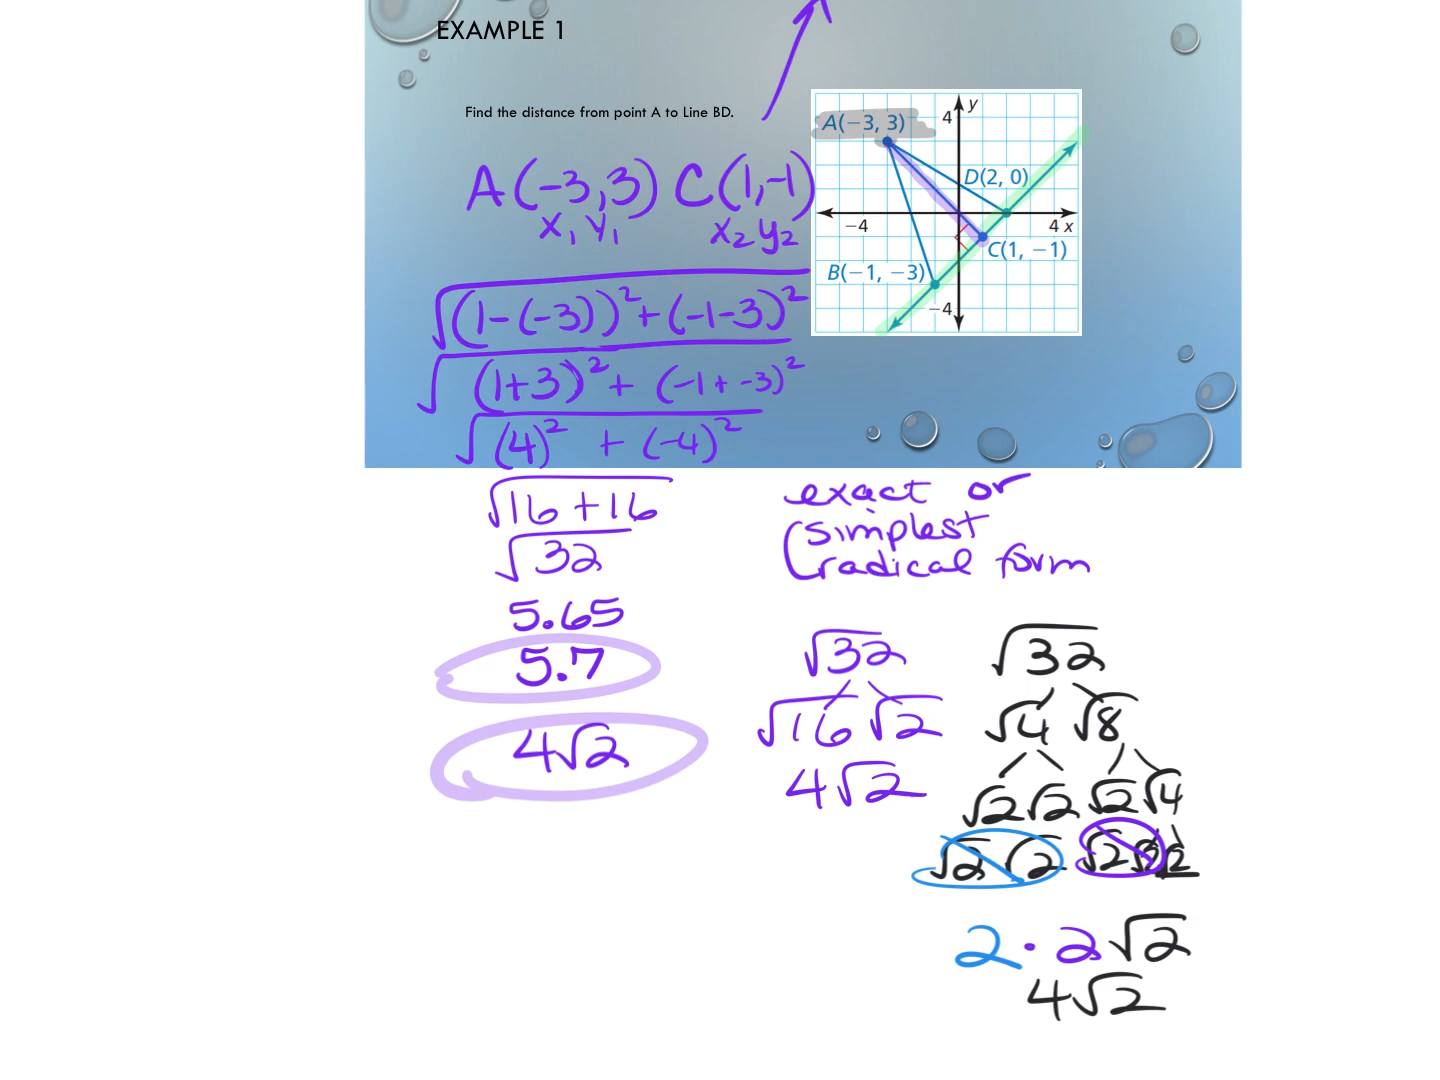 EXAMPLE 1
Find the distance from point A to Line BD.
A(-3,3) C(1,-1)
x₁ y₁ x₂ y₂
√((1-(-3))²+(-1-3)²
√(1+3)²+ (-1+-3)²
√(4)² + (-4)²
√16+16
√32
5.65
5.7
4√2
y
4
A(−3, 3)
D(2, 0)
−4
4 x
C(1, −1)
B(−1, −3)
−4
exact or
simplest
radical form
√32
√16 √2
4√2
√32
√4 √8
√2 √2 √2 √4
√2 √2 √2 √2
2 · 2√2
4√2